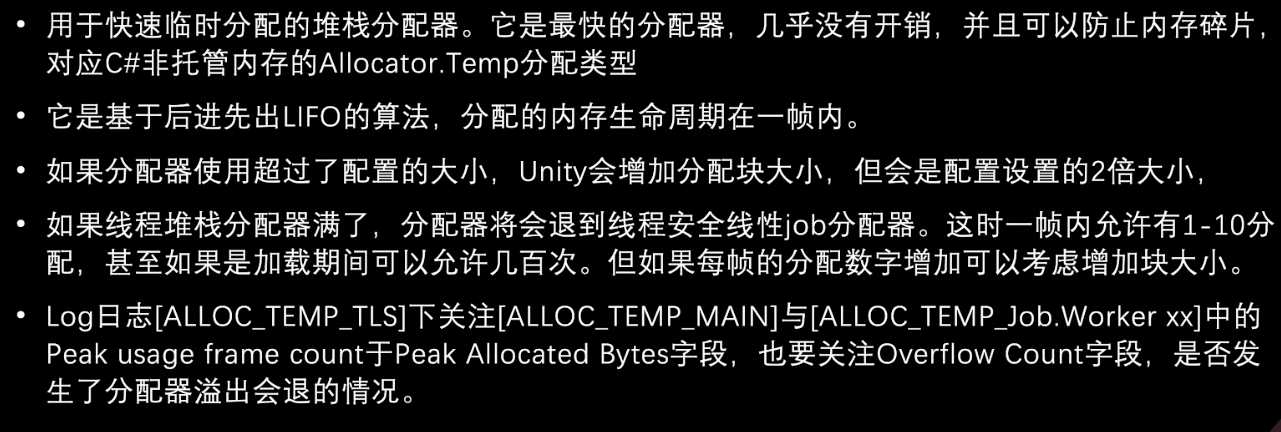 • 用于快速临时分配的堆栈分配器。它是最快的分配器，几乎没有开销，并且可以防止内存碎片，
对应C#非托管内存的Allocator.Temp分配类型
• 它是基于后进先出LIFO的算法，分配的内存生命周期在一帧内。
• 如果分配器使用超过了配置的大小，Unity会增加分配块大小，但会是配置设置的2倍大小，
• 如果线程堆栈分配器满了，分配器将会退到线程安全线性job分配器。这时一帧内允许有1-10分
配，甚至如果是加载期间可以允许几百次。但如果每帧的分配数字增加可以考虑增加块大小。
• Log日志[ALLOC_TEMP_TLS]下关注[ALLOC_TEMP_MAIN]与[ALLOC_TEMP_Job.Worker xx]中的
Peak usage frame count于Peak Allocated Bytes字段，也要关注Overflow Count字段，是否发
生了分配器溢出会退的情况。